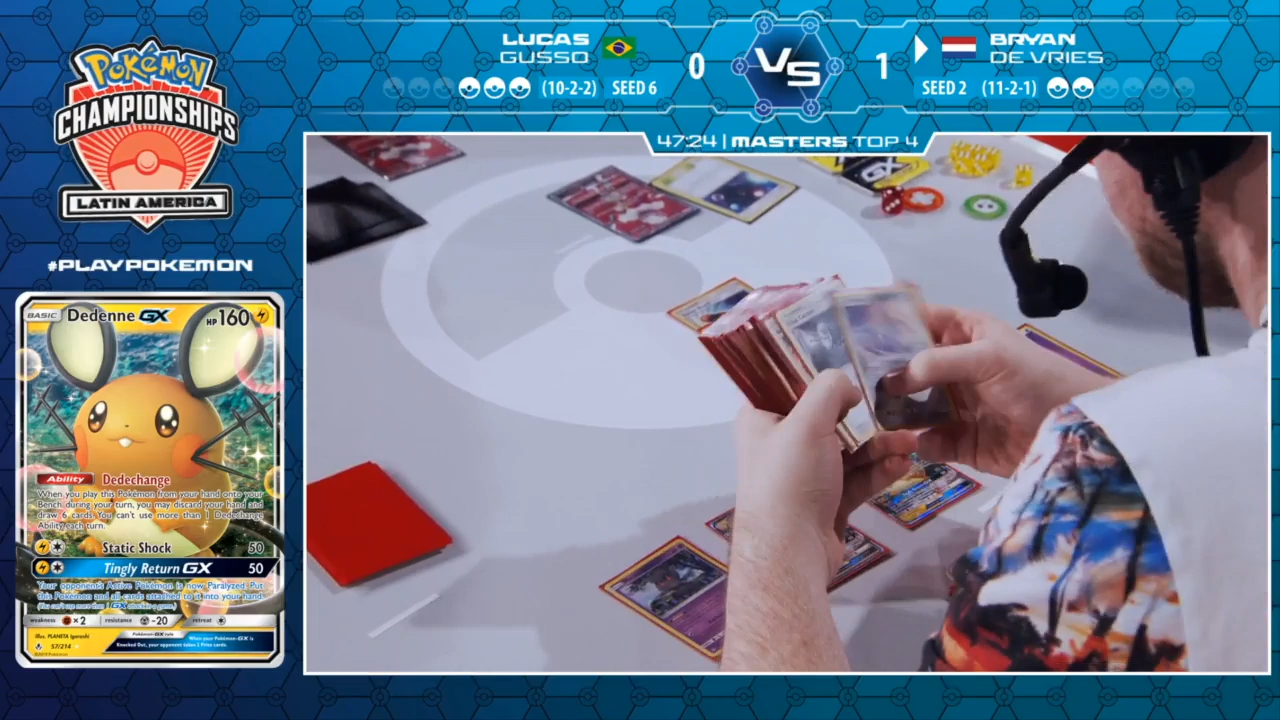 Pokémon
CHAMPIONSHIPS
LATIN AMERICA
#PLAYPOKEMON
LUCAS
GUSSO
(10-2-2) SEED 6
0
VS
1
BRYAN
DE VRIES
SEED 2 (11-2-1)
47:24 | MASTERS TOP 4
GX
BASIC Dedenne GX HP160
Ability Dedechange
When you play this Pokémon from your hand onto your
Bench during your turn, you may discard your hand and
draw 6 cards. You can't use more than 1 Dedechange
Ability each turn.
Static Shock 50
Tingly Return GX 50
Your opponent's Active Pokémon is now Paralyzed. Put
this Pokémon and all cards attached to it into your hand.
(You can't use more than 1 GX attack in a game.)
weakness ×2 resistance -20 retreat
Illus. PLANETA Igarashi
Pokémon-GX rule
When your Pokémon-GX is
Knocked Out, your opponent takes 2 Prize cards.
57/214